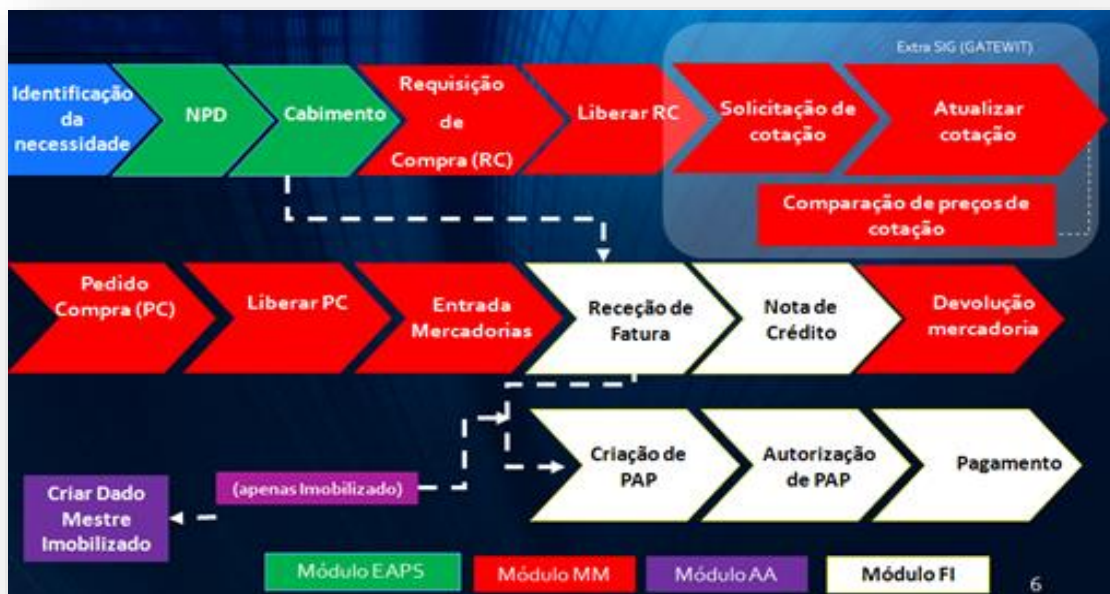 Extra SIG (GATEWIT)
Identificação
da
necessidade
NPD
Cabimento
Requisição
de
Compra (RC)
Liberar RC
Solicitação de
cotação
Atualizar
cotação
Comparação de preços de
cotação
Pedido
Compra (PC)
Liberar PC
Entrada
Mercadorias
Receção de
Fatura
Nota de
Crédito
Devolução
mercadoria
Criação de
PAP
Autorização
de PAP
Pagamento
(apenas Imobilizado)
Criar Dado
Mestre
Imobilizado
Módulo EAPS
Módulo MM
Módulo AA
Módulo FI
6